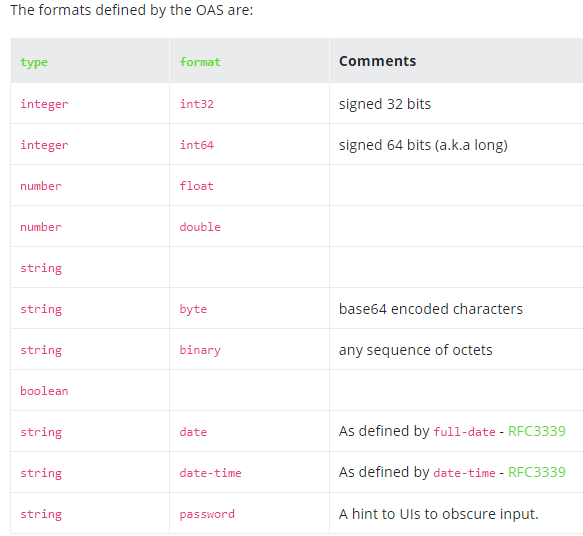 The formats defined by the OAS are:
type format Comments
integer int32 signed 32 bits
integer int64 signed 64 bits (a.k.a long)
number float
number double
string
string byte base64 encoded characters
string binary any sequence of octets
boolean
string date As defined by full-date - RFC3339
string date-time As defined by date-time - RFC3339
string password A hint to UIs to obscure input.